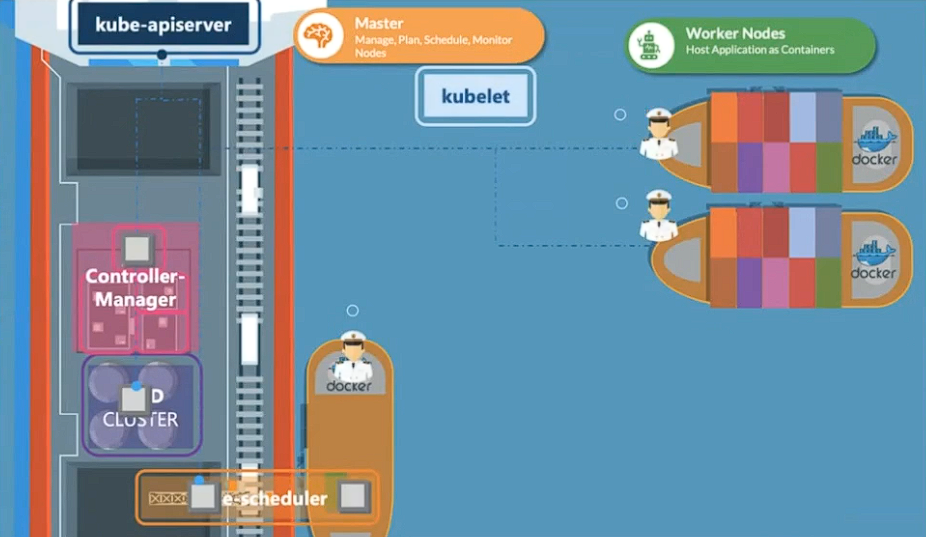 kube-apiserver
Master
Manage, Plan, Schedule, Monitor
Nodes
Worker Nodes
Host Application as Containers
kubelet
docker
docker
Controller-
Manager
docker
D
CLUSTER
e-scheduler